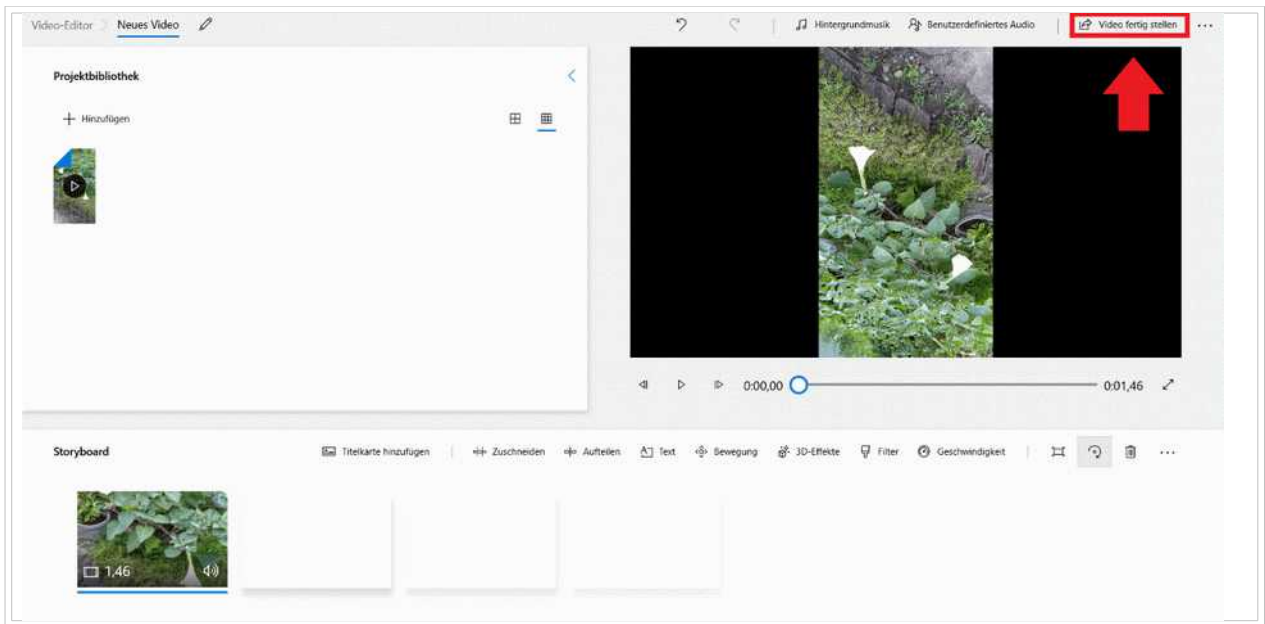 Video-Editor Neues Video Hintergrundmusik Benutzerdefiniertes Audio Video fertig stellen
Projektbibliothek
Hinzufügen
0:00,00 0:01,46
Storyboard Titelkarte hinzufügen Zuschneiden Aufteilen Text Bewegung 3D-Effekte Filter Geschwindigkeit
1,46